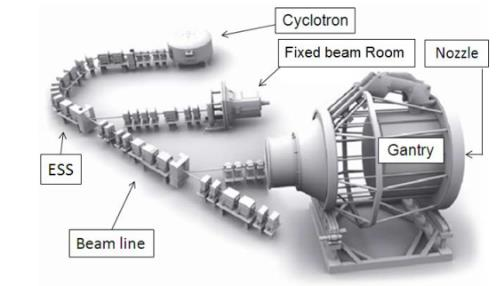 Cyclotron
Fixed beam Room
Nozzle
Gantry
ESS
Beam line